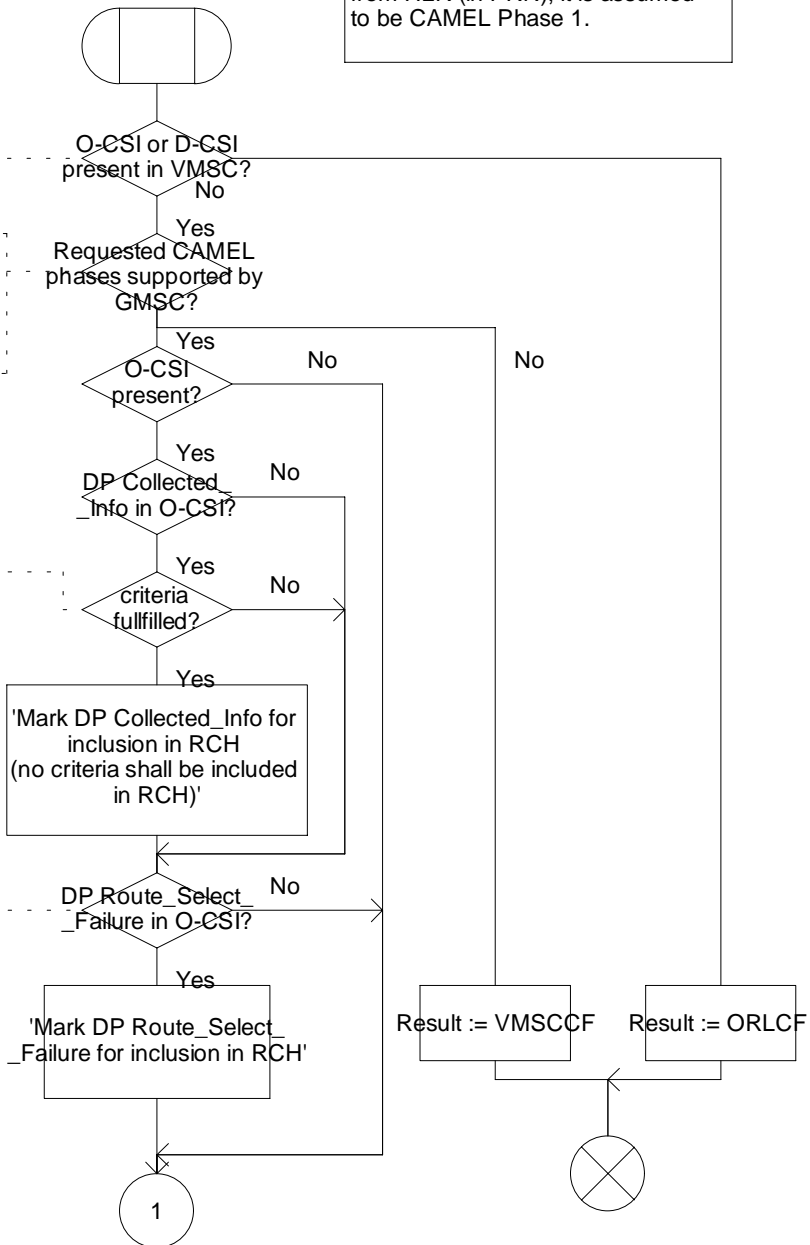 to be CAMEL Phase 1.
O-CSI or D-CSI
present in VMSC?
No
Yes
Requested CAMEL
phases supported by
GMSC?
Yes
No
No
O-CSI
present?
Yes
DP Collected_
_Info in O-CSI?
No
Yes
criteria
fullfilled?
No
Yes
'Mark DP Collected_Info for
inclusion in RCH
(no criteria shall be included
in RCH)'
DP Route_Select_
_Failure in O-CSI?
No
Yes
'Mark DP Route_Select_
_Failure for inclusion in RCH'
Result := VMSCCF
Result := ORLCF
1